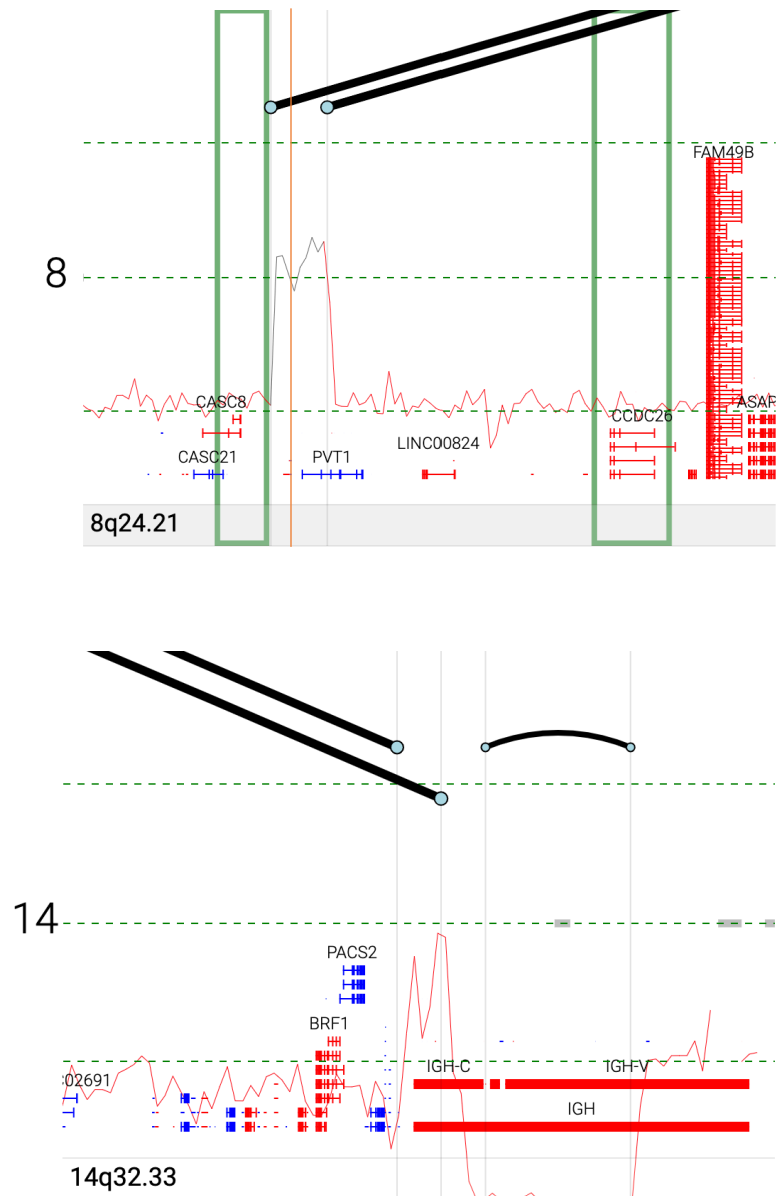 FAM49B
8
CASC8
CCDC26
ASAP
CASC21
PVT1
LINC00824
8q24.21
14
PACS2
BRF1
:02691
IGH-C
IGH-V
IGH
14q32.33